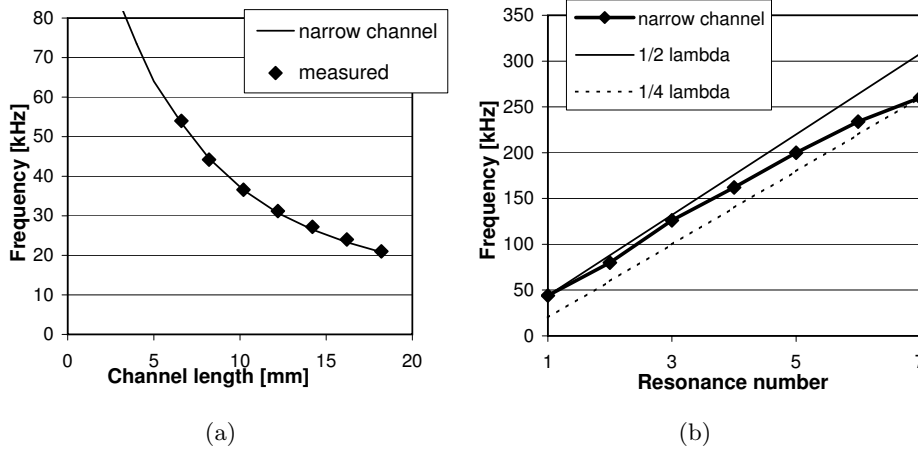 80
70
60
50
40
30
20
10
0
Frequency [kHz]
0 5 10 15 20
Channel length [mm]
narrow channel
measured
(a)
350
300
250
200
150
100
50
0
Frequency [kHz]
1 3 5 7
Resonance number
narrow channel
1/2 lambda
1/4 lambda
(b)